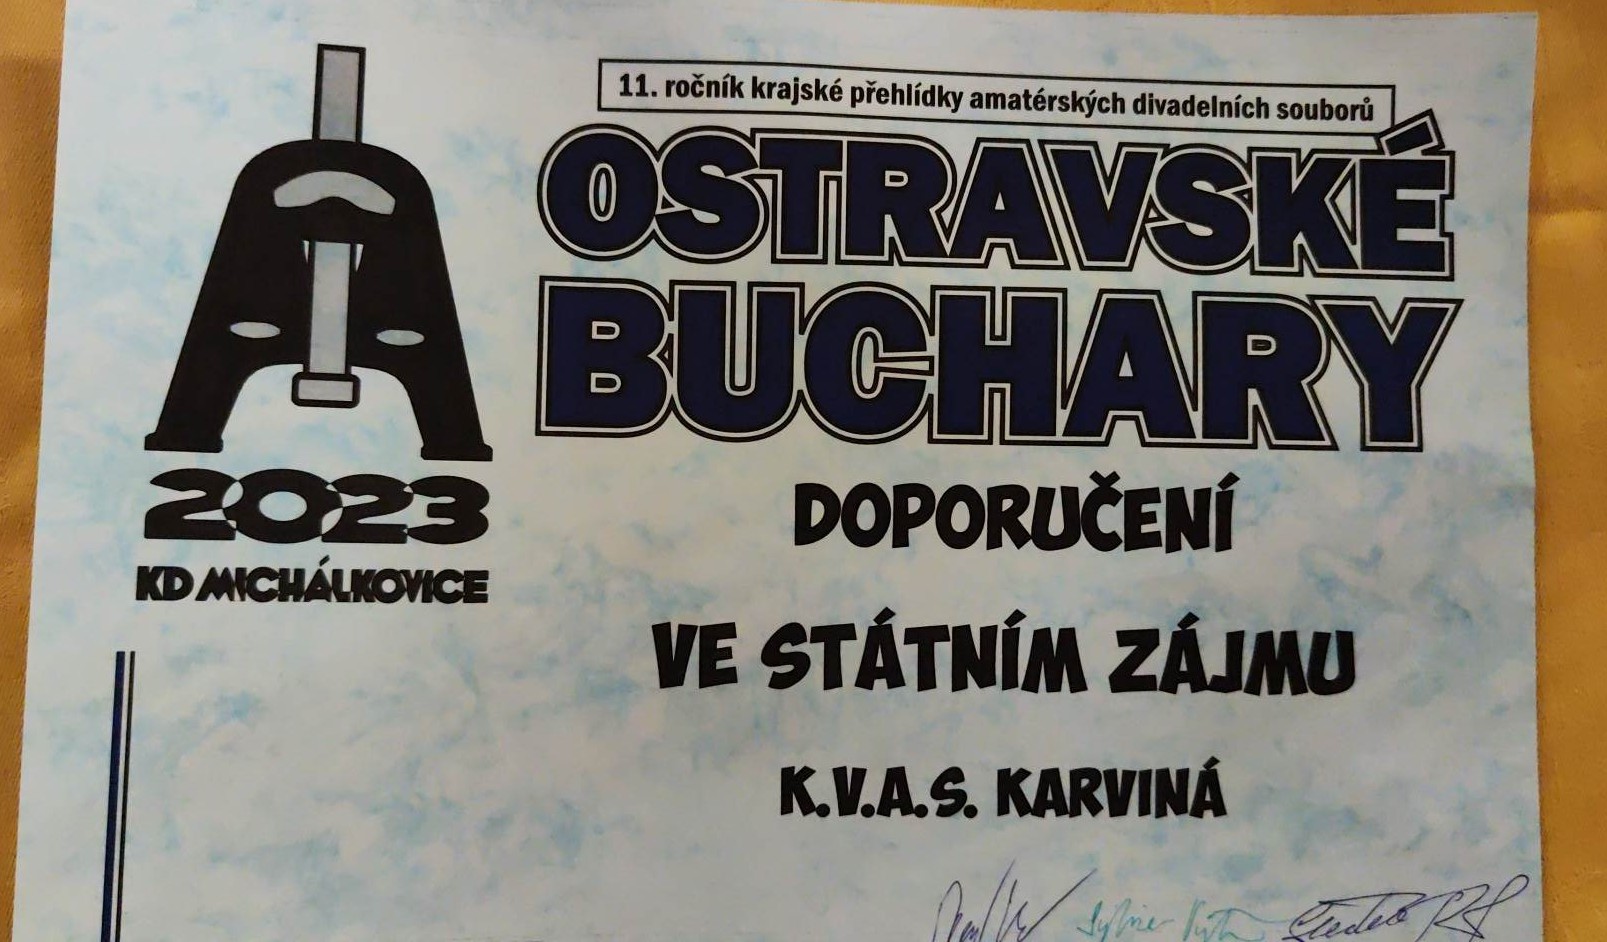 11. ročník krajské přehlídky amatérských divadelních souborů
OSTRAVSKÉ
BUCHARY
2023
KD MICHÁLKOVICE
DOPORUČENÍ
VE STÁTNÍM ZÁJMU
K.V.A.S. KARVINÁ